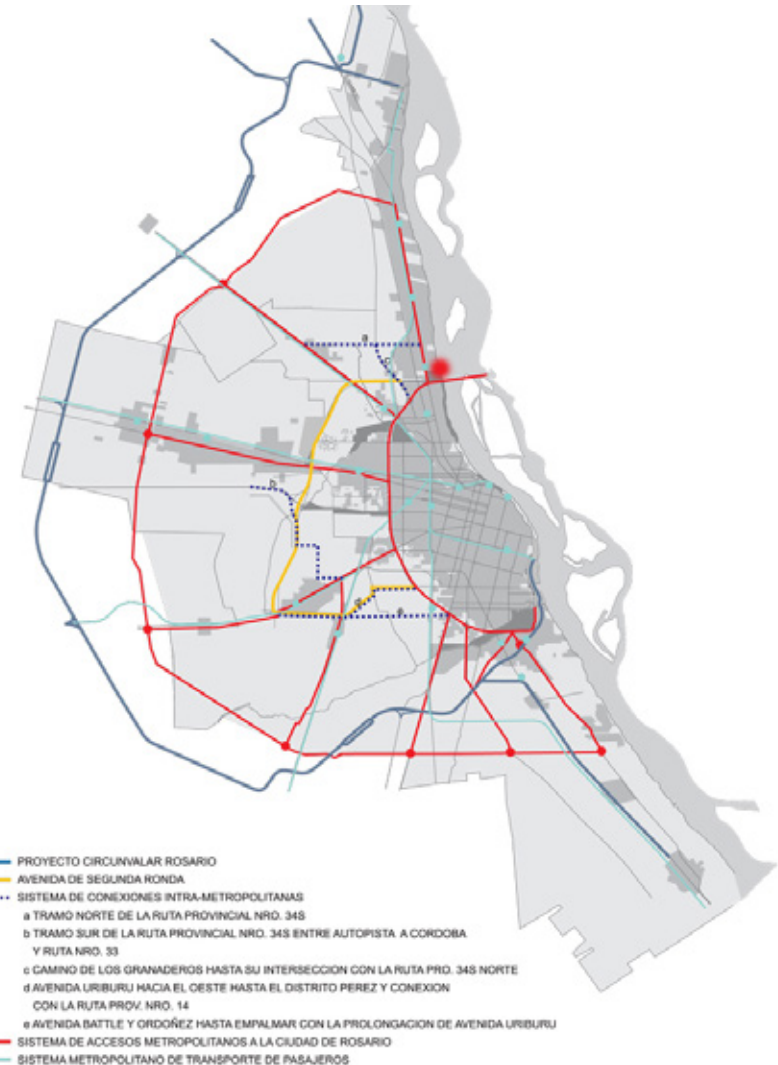 a
c
b
d
e
PROYECTO CIRCUNVALAR ROSARIO
AVENIDA DE SEGUNDA RONDA
SISTEMA DE CONEXIONES INTRA-METROPOLITANAS
a TRAMO NORTE DE LA RUTA PROVINCIAL NRO. 34S
b TRAMO SUR DE LA RUTA PROVINCIAL NRO. 34S ENTRE AUTOPISTA A CORDOBA
Y RUTA NRO. 33
c CAMINO DE LOS GRANADEROS HASTA SU INTERSECCION CON LA RUTA PRO. 34S NORTE
d AVENIDA URIBURU HACIA EL OESTE HASTA EL DISTRITO PEREZ Y CONEXION
CON LA RUTA PROV. NRO. 14
e AVENIDA BATTLE Y ORDOÑEZ HASTA EMPALMAR CON LA PROLONGACION DE AVENIDA URIBURU
SISTEMA DE ACCESOS METROPOLITANOS A LA CIUDAD DE ROSARIO
SISTEMA METROPOLITANO DE TRANSPORTE DE PASAJEROS